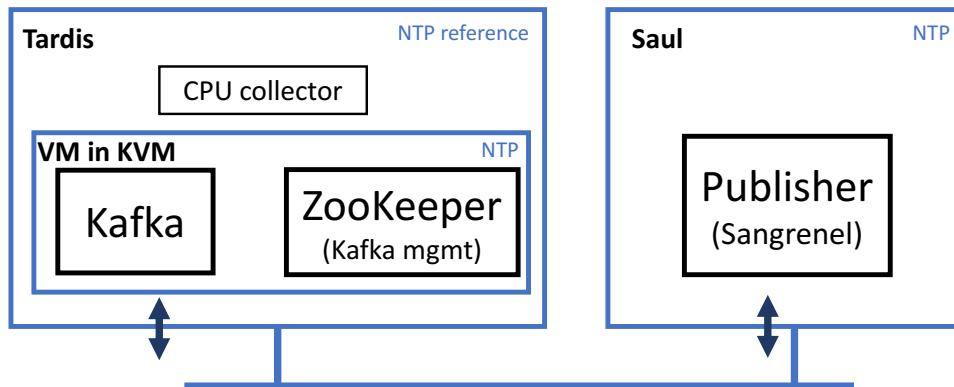 Tardis
NTP reference
CPU collector
VM in KVM
NTP
Kafka
ZooKeeper
(Kafka mgmt)
Saul
NTP
Publisher
(Sangrenel)